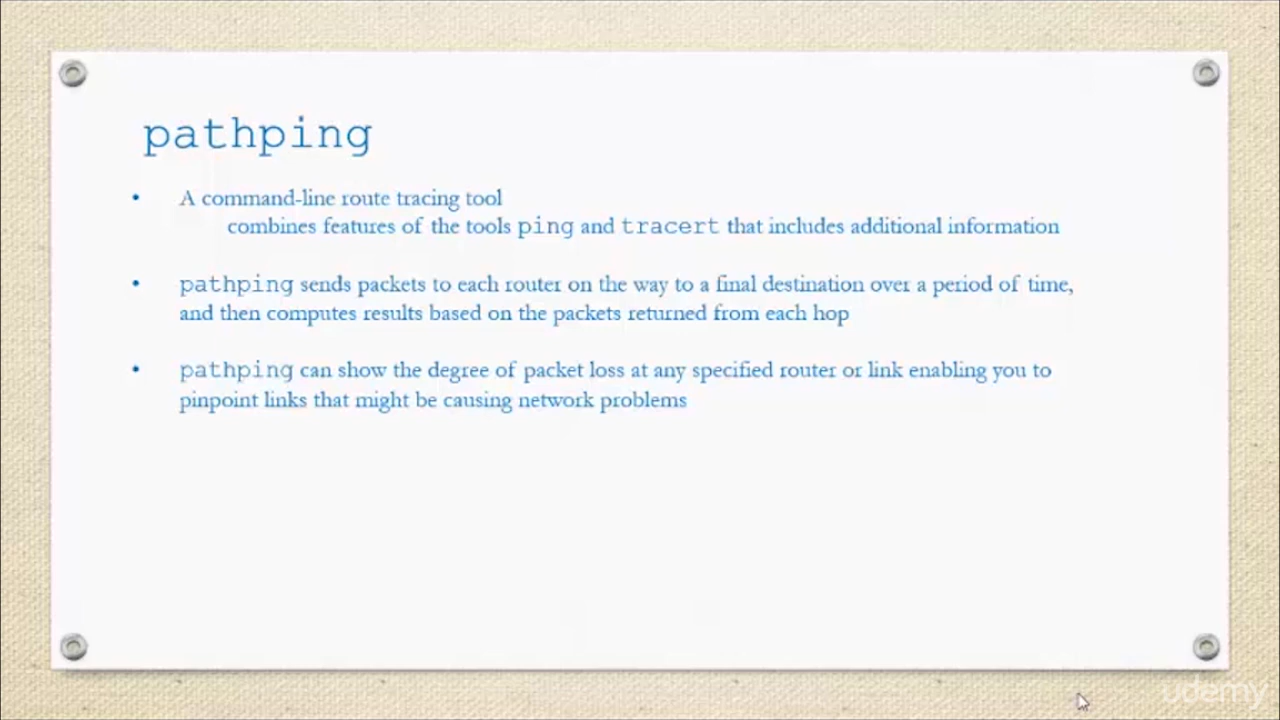 pathping
• A command-line route tracing tool
combines features of the tools ping and tracert that includes additional information
• pathping sends packets to each router on the way to a final destination over a period of time,
and then computes results based on the packets returned from each hop
• pathping can show the degree of packet loss at any specified router or link enabling you to
pinpoint links that might be causing network problems
udemy